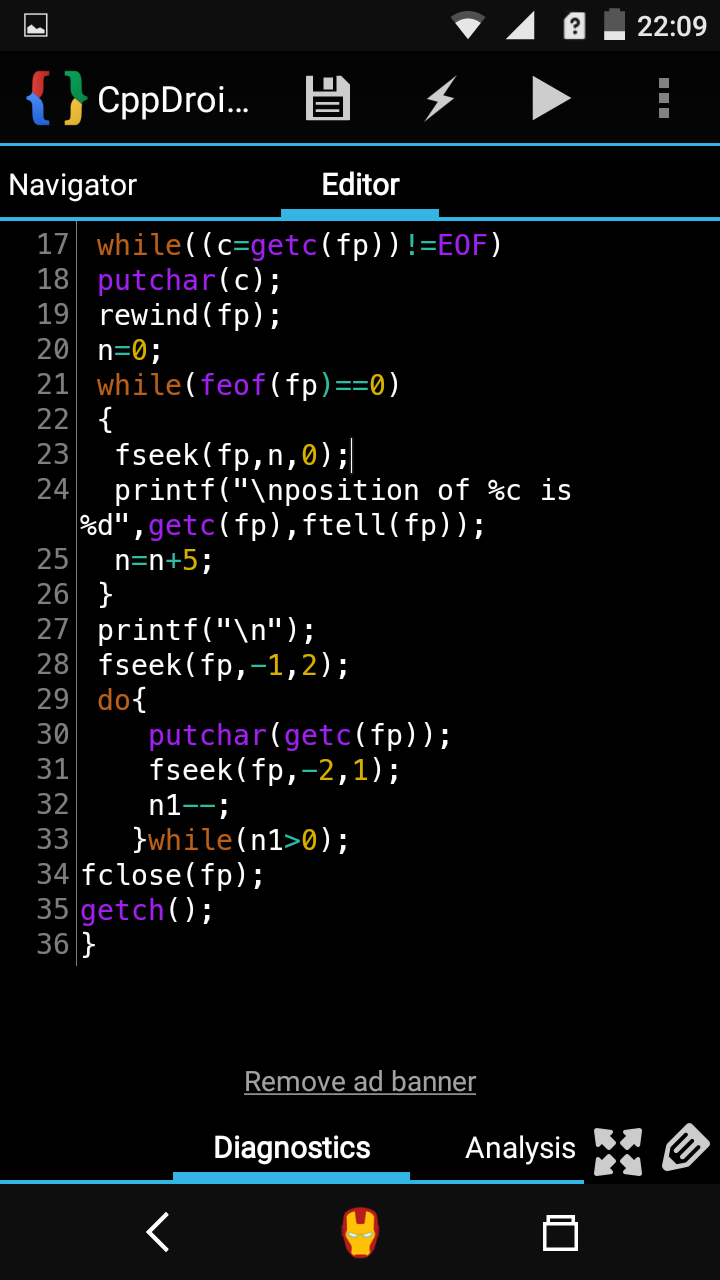 22:09
CppDroi...
Navigator
Editor
17 while((c=getc(fp))!=EOF)
18 putchar(c);
19 rewind(fp);
20 n=0;
21 while(feof(fp)==0)
22 {
23 fseek(fp,n,0);
24 printf("\nposition of %c is
%d",getc(fp),ftell(fp));
25 n=n+5;
26 }
27 printf("\n");
28 fseek(fp,-1,2);
29 do{
30 putchar(getc(fp));
31 fseek(fp,-2,1);
32 n1--;
33 }while(n1>0);
34 fclose(fp);
35 getch();
36 }
Remove ad banner
Diagnostics
Analysis